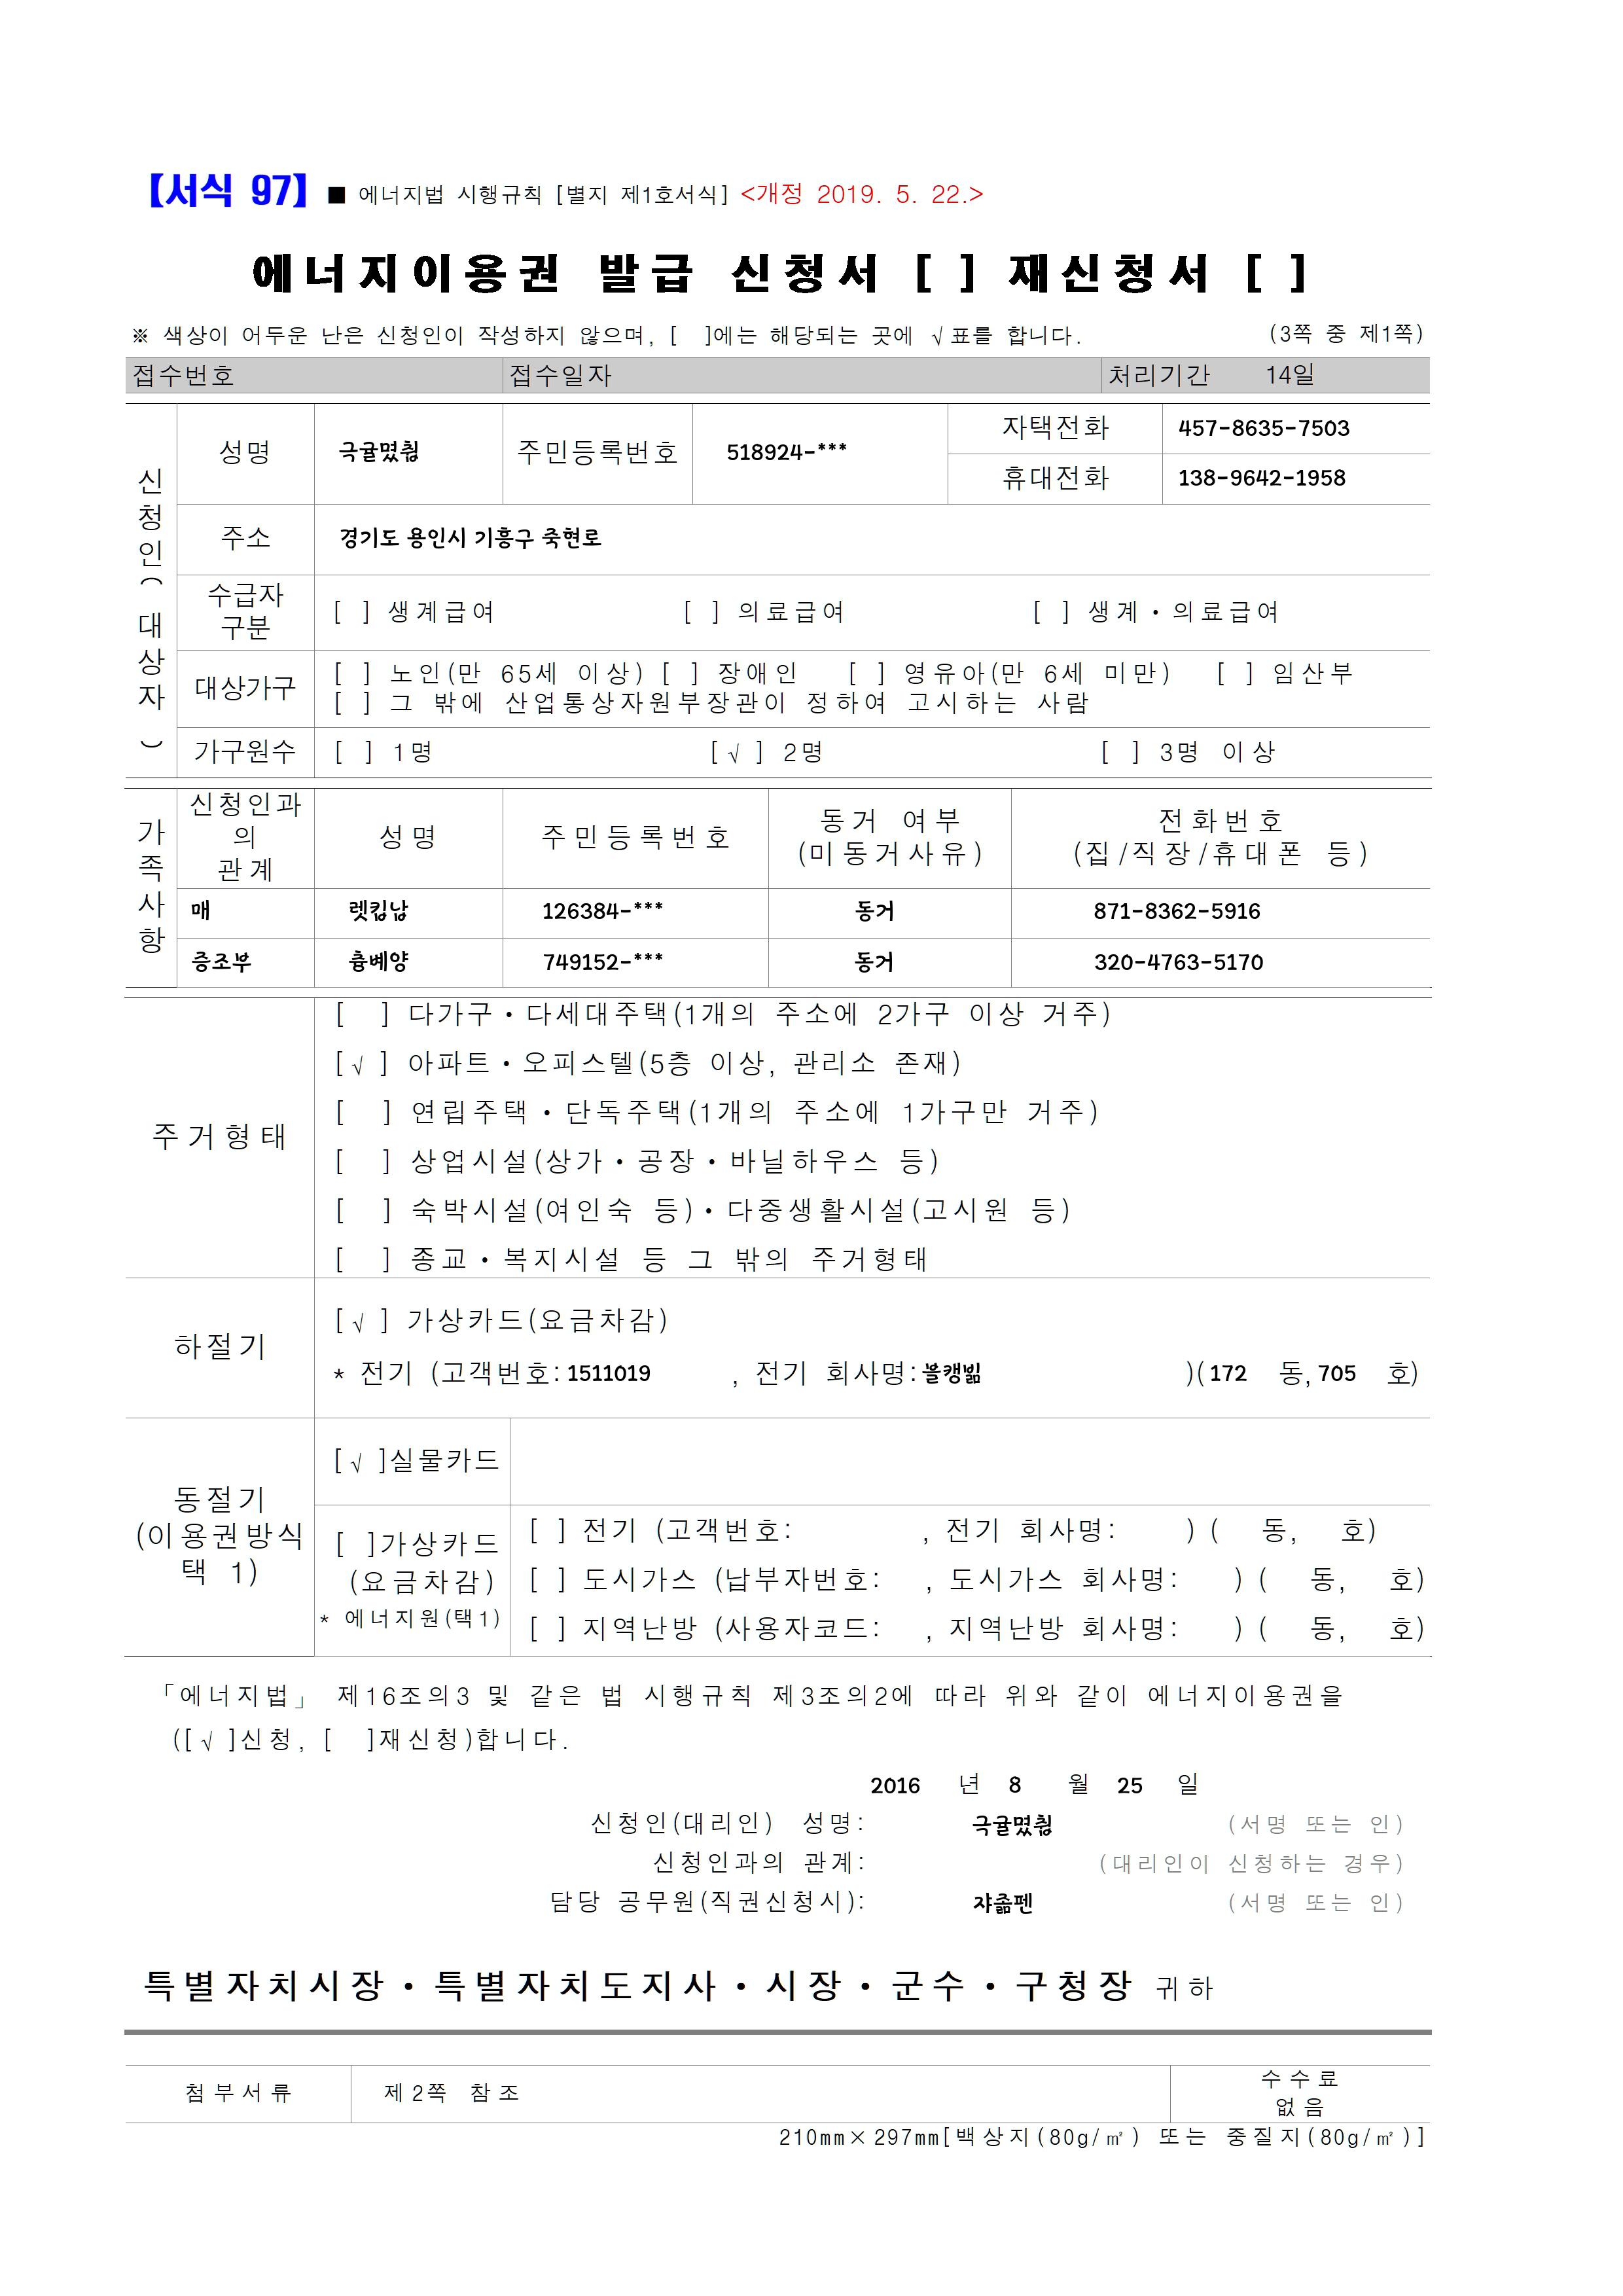 【서식 97】 ■ 에너지법 시행규칙 [별지 제1호서식] <개정 2019. 5. 22.>
에너지이용권 발급 신청서 [ ] 재신청서 [ ]
※ 색상이 어두운 난은 신청인이 작성하지 않으며, [ ]에는 해당되는 곳에 √표를 합니다. (3쪽 중 제1쪽)
접수번호 접수일자 처리기간 14일
신청인(대상자)
성명 극귤몄췸 주민등록번호 518924-***
자택전화 457-8635-7503
휴대전화 138-9642-1958
주소 경기도 용인시 기흥구 죽현로
수급자 구분 [ ] 생계급여 [ ] 의료급여 [ ] 생계·의료급여
대상가구 [ ] 노인(만 65세 이상) [ ] 장애인 [ ] 영유아(만 6세 미만) [ ] 임산부
[ ] 그 밖에 산업통상자원부장관이 정하여 고시하는 사람
가구원수 [ ] 1명 [√] 2명 [ ] 3명 이상
가족사항
신청인과의 관계 성명 주민등록번호 동거 여부 (미동거사유) 전화번호 (집/직장/휴대폰 등)
매 렛킴납 126384-*** 동거 871-8362-5916
증조부 흄볘양 749152-*** 동거 320-4763-5170
주거형태
[ ] 다가구·다세대주택(1개의 주소에 2가구 이상 거주)
[√] 아파트·오피스텔(5층 이상, 관리소 존재)
[ ] 연립주택·단독주택(1개의 주소에 1가구만 거주)
[ ] 상업시설(상가·공장·바닐하우스 등)
[ ] 숙박시설(여인숙 등)·다중생활시설(고시원 등)
[ ] 종교·복지시설 등 그 밖의 주거형태
하절기
[√] 가상카드(요금차감)
* 전기 (고객번호: 1511019 , 전기 회사명: 볼캥빎 )( 172 동, 705 호)
동절기
(이용권방식
택 1)
[√]실물카드
[ ]가상카드
(요금차감)
* 에너지원(택1)
[ ] 전기 (고객번호: , 전기 회사명: ) ( 동, 호)
[ ] 도시가스 (납부자번호: , 도시가스 회사명: ) ( 동, 호)
[ ] 지역난방 (사용자코드: , 지역난방 회사명: ) ( 동, 호)
「에너지법」 제16조의3 및 같은 법 시행규칙 제3조의2에 따라 위와 같이 에너지이용권을
([√]신청, [ ]재신청)합니다.
2016 년 8 월 25 일
신청인(대리인) 성명: 극귤몄췸 (서명 또는 인)
신청인과의 관계: (대리인이 신청하는 경우)
담당 공무원(직권신청시): 쟈좖펜 (서명 또는 인)
특별자치시장·특별자치도지사·시장·군수·구청장 귀하
첨부서류 제2쪽 참조 수수료
없음
210mm×297mm[백상지(80g/㎡) 또는 중질지(80g/㎡)]